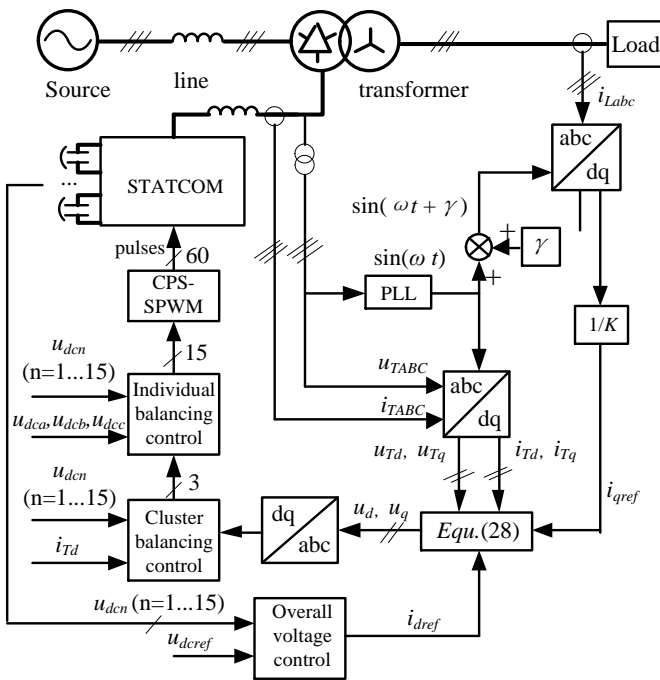 Source
line
transformer
Load
i_Labc
abc
dq
STATCOM
...
sin( ωt + γ)
+
γ
pulses
60
sin(ω t)
+
CPS-
SPWM
PLL
1/K
15
u_dcn
(n=1...15)
Individual
balancing
control
u_dca,u_dcb,u_dcc
u_TABC
i_TABC
abc
dq
u_Td, u_Tq
i_Td, i_Tq
3
i_qref
u_dcn
(n=1...15)
Cluster
balancing
control
i_Td
dq
abc
u_d, u_q
Equ.(28)
u_dcn (n=1...15)
u_dcref
Overall
voltage
control
i_dref